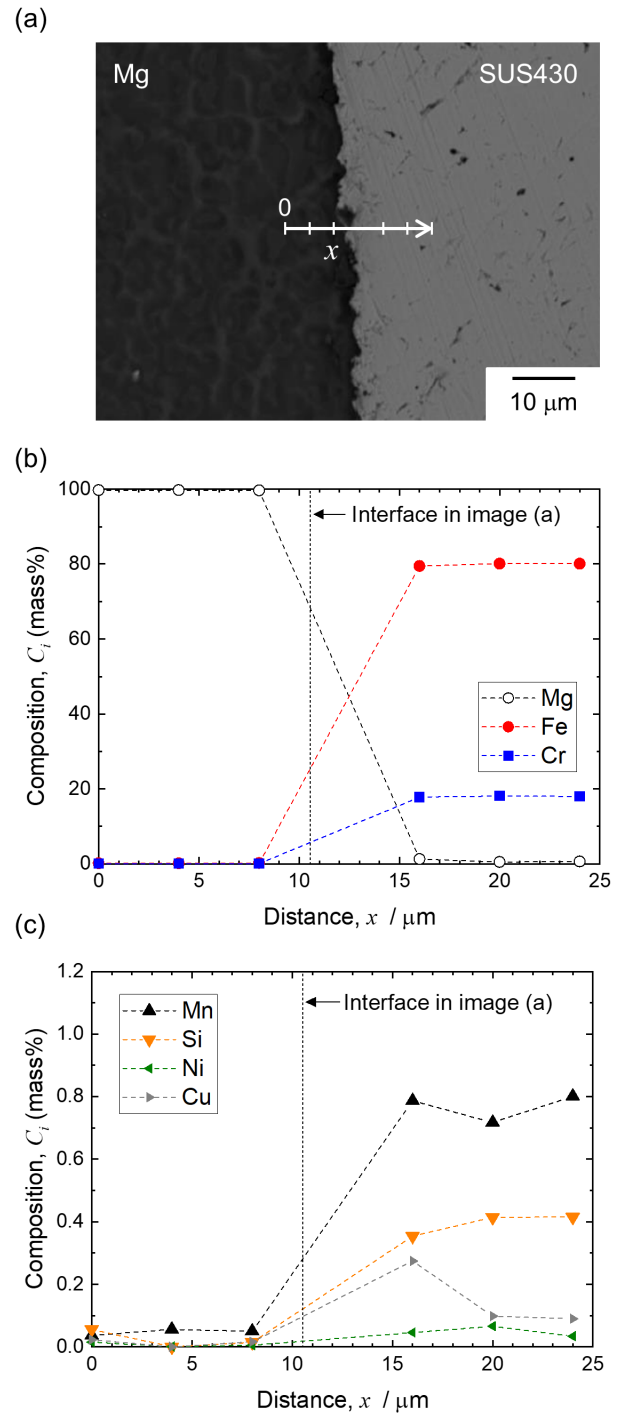 (a)
Mg
SUS430
0
x
10 μm
(b)
100
80
60
40
20
0
Composition, Ci (mass%)
Interface in image (a)
Mg
Fe
Cr
0
5
10
15
20
25
Distance, x / μm
(c)
1.2
1.0
0.8
0.6
0.4
0.2
0.0
Composition, Ci (mass%)
Mn
Si
Ni
Cu
Interface in image (a)
0
5
10
15
20
25
Distance, x / μm